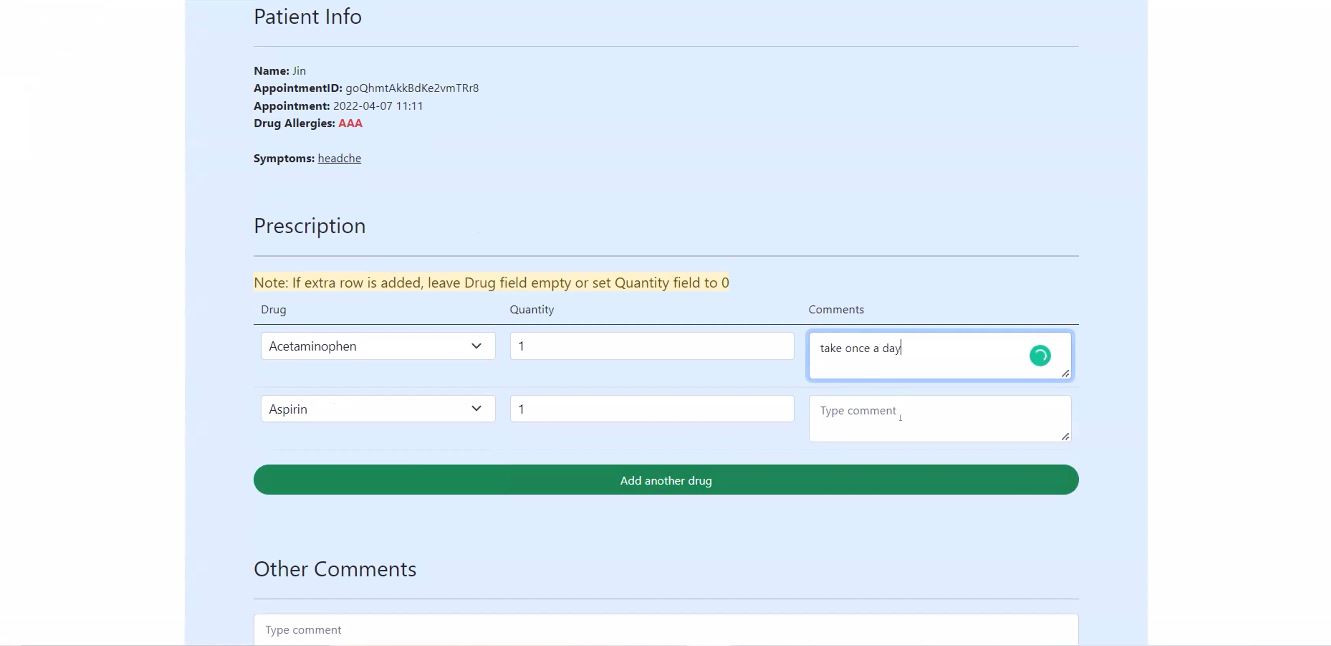 Patient Info
Name: Jin
AppointmentID: goQhmtAkkBdKe2vmTRr8
Appointment: 2022-04-07 11:11
Drug Allergies: AAA
Symptoms: headche
Prescription
Note: If extra row is added, leave Drug field empty or set Quantity field to 0
Drug Quantity Comments
Acetaminophen 1 take once a day
Aspirin 1 Type comment
Add another drug
Other Comments
Type comment